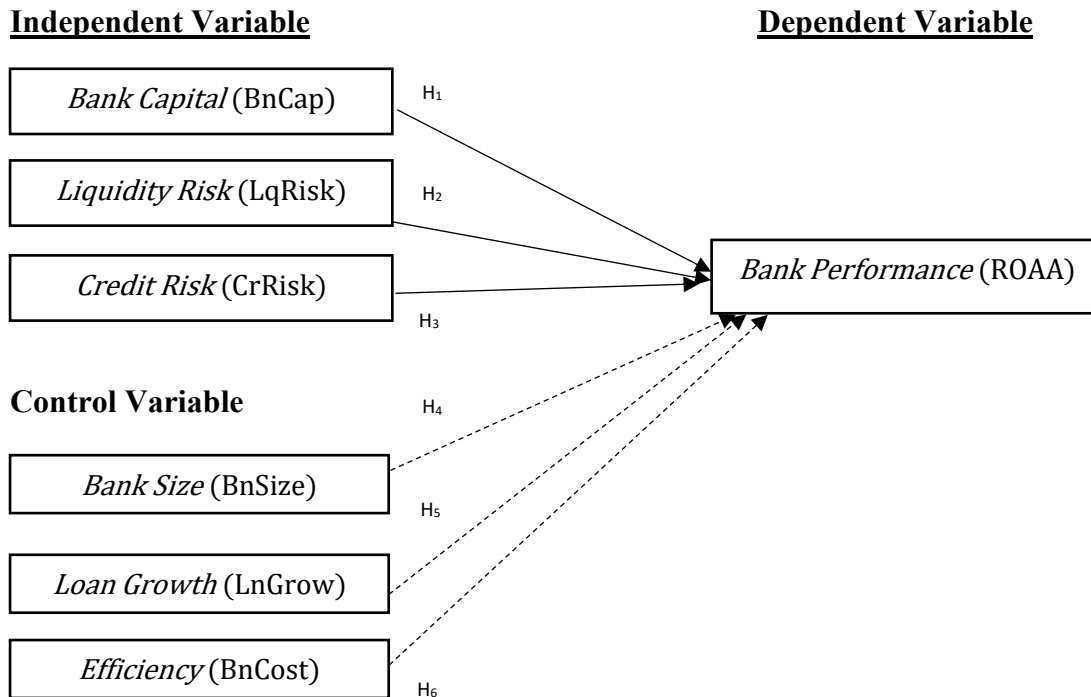 Independent Variable
Dependent Variable
Bank Capital (BnCap)
H₁
Liquidity Risk (LqRisk)
H₂
Bank Performance (ROAA)
Credit Risk (CrRisk)
H₃
Control Variable
H₄
Bank Size (BnSize)
H₅
Loan Growth (LnGrow)
Efficiency (BnCost)
H₆